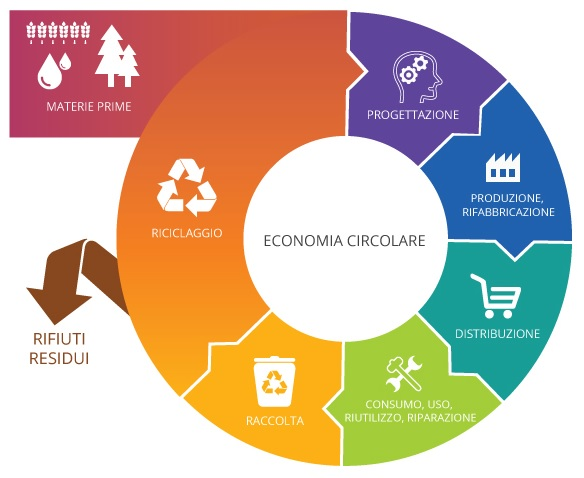 MATERIE PRIME
PROGETTAZIONE
PRODUZIONE,
RIFABBRICAZIONE
RICICLAGGIO
ECONOMIA CIRCOLARE
DISTRIBUZIONE
RIFIUTI
RESIDUI
CONSUMO, USO,
RIUTILIZZO, RIPARAZIONE
RACCOLTA